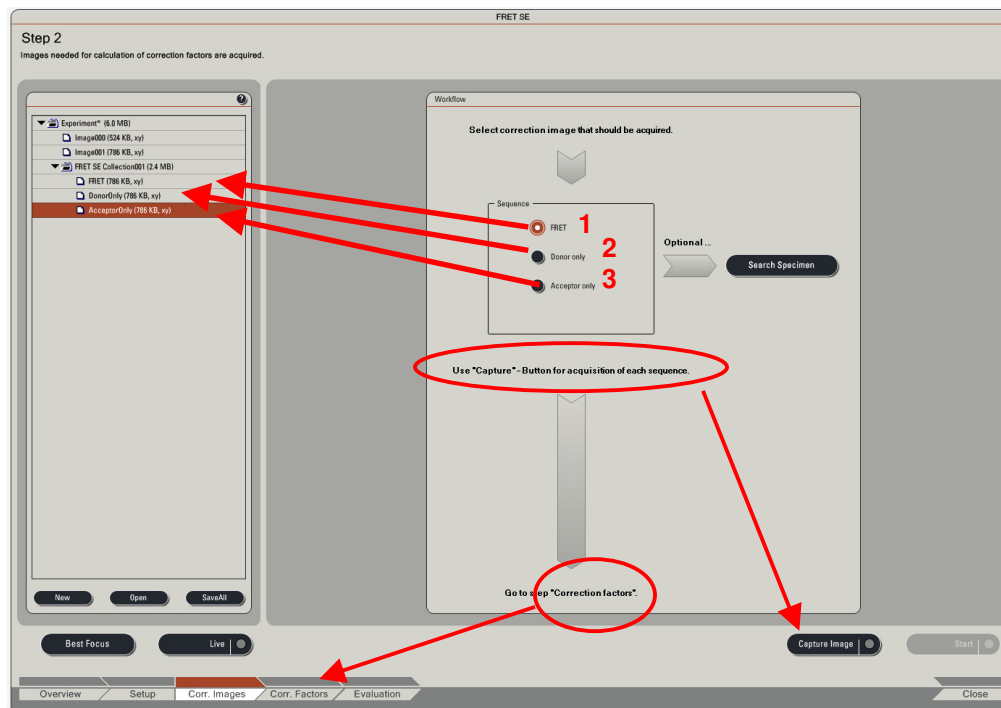 FRET SE
Step 2
Images needed for calculation of correction factors are acquired.
Experiment* (6.0 MB)
Image000 (524 KB, xy)
Image001 (786 KB, xy)
FRET SE Collection001 (2.4 MB)
FRET (786 KB, xy)
DonorOnly (786 KB, xy)
AcceptorOnly (786 KB, xy)
New Open SaveAll
Workflow
Select correction image that should be acquired.
Sequence
FRET 1
Donor only 2
Acceptor only 3
Optional ...
Search Specimen
Use "Capture"-Button for acquisition of each sequence.
Go to step "Correction factors".
Best Focus Live Capture Image Start
Overview Setup Corr. Images Corr. Factors Evaluation Close